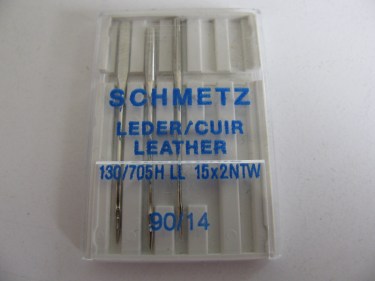 SCHMETZ
LEDER/CUIR
LEATHER
130/705H LL 15x2NTW
90/14